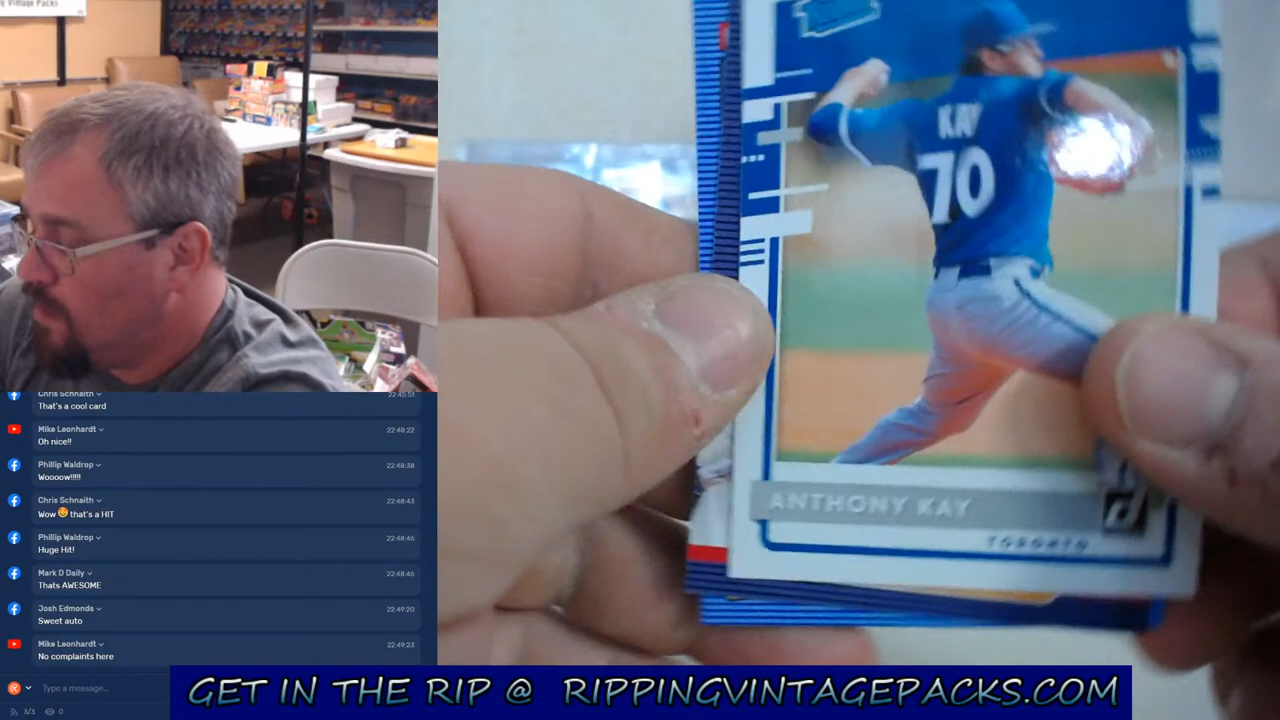 g Vintage Packs
KAY
70
ANTHONY KAY
TORONTO
Chris Schnaith 22:45:51
That's a cool card
Mike Leonhardt 22:48:22
Oh nice!!
Phillip Waldrop 22:48:38
Wooooow!!!!!
Chris Schnaith 22:48:43
Wow 🤩 that's a HIT
Phillip Waldrop 22:48:46
Huge Hit!
Mark D Daily 22:48:46
Thats AWESOME
Josh Edmonds 22:49:20
Sweet auto
Mike Leonhardt 22:49:23
No complaints here
Type a message...
3/3 0
GET IN THE RIP @ RIPPINGVINTAGEPACKS.COM